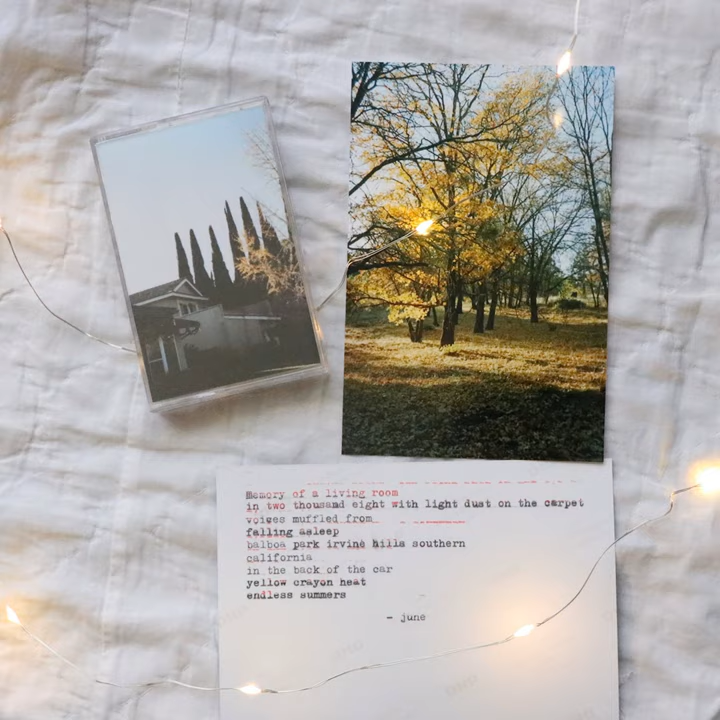 Memory of a living room
in two thousand eight with light dust on the carpet
voices muffled from
falling asleep
balboa park irvine hills southern
california
in the back of the car
yellow crayon heat
endless summers
- june